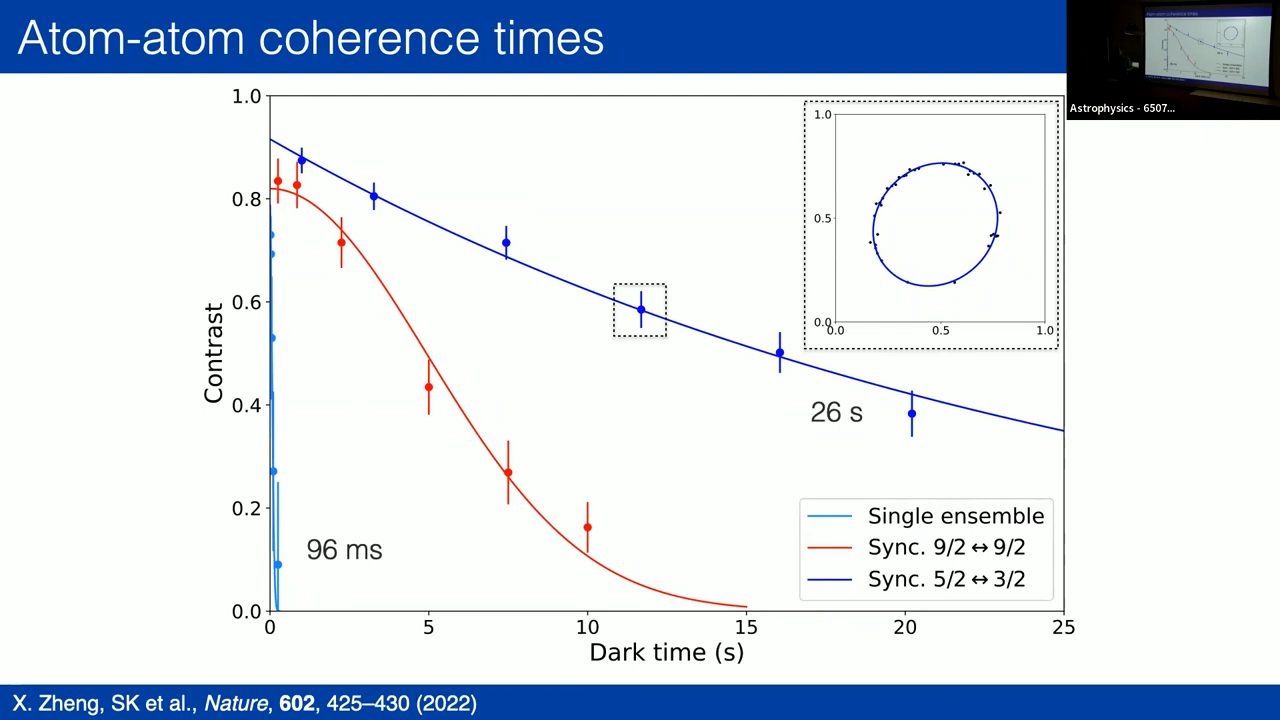 Atom-atom coherence times
Astrophysics - 6507...
1.0
0.8
0.6
0.4
0.2
0.0
Contrast
0
5
10
15
20
25
Dark time (s)
96 ms
26 s
1.0
0.5
0.0
0.0
0.5
1.0
Single ensemble
Sync. 9/2 ↔ 9/2
Sync. 5/2 ↔ 3/2
X. Zheng, SK et al., Nature, 602, 425–430 (2022)